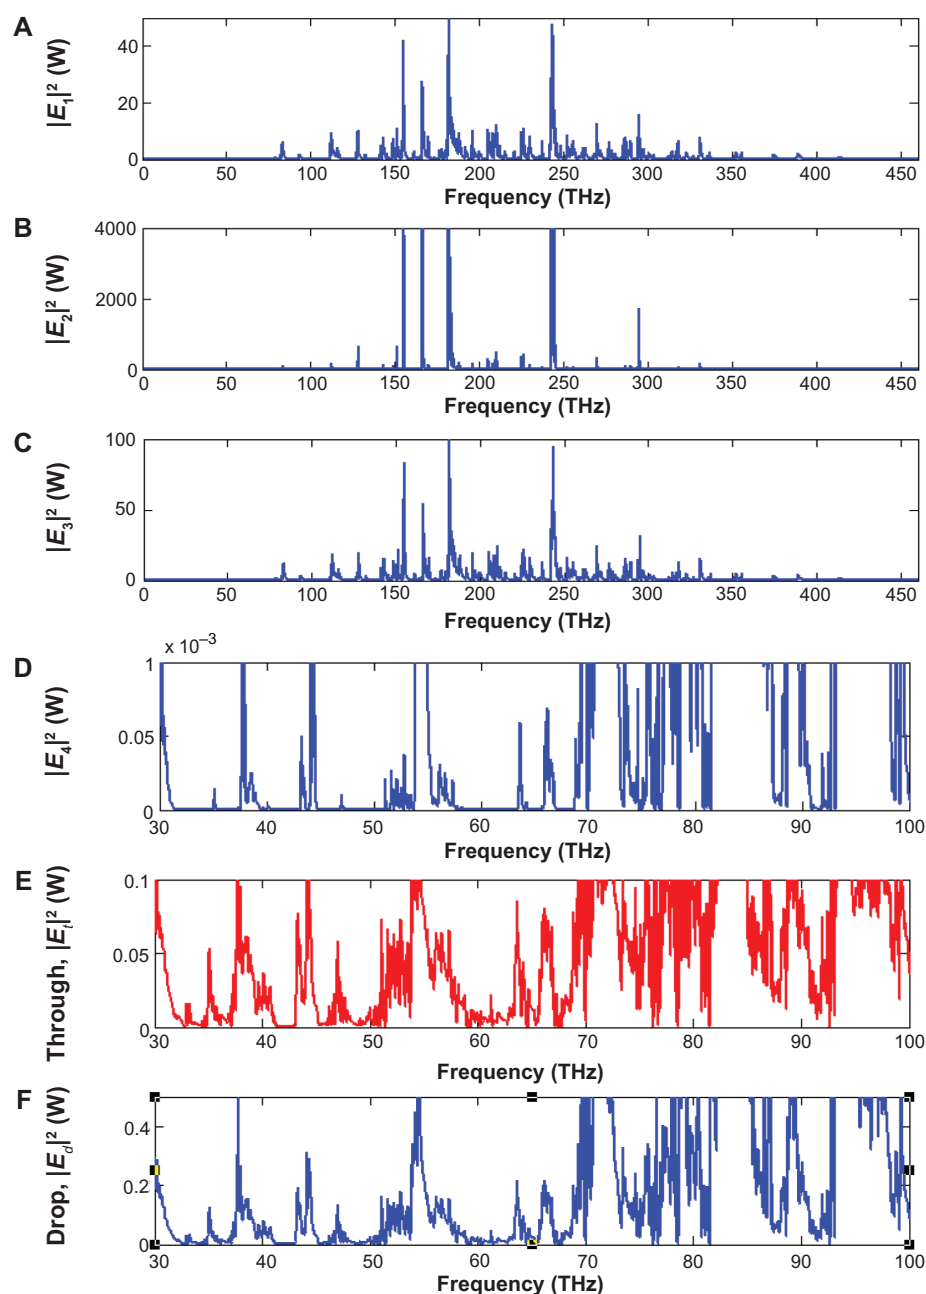 A
|E1|² (W)
40
20
0
0 50 100 150 200 250 300 350 400 450
Frequency (THz)
B
|E2|² (W)
4000
2000
0
0 50 100 150 200 250 300 350 400 450
Frequency (THz)
C
|E3|² (W)
100
50
0
0 50 100 150 200 250 300 350 400 450
Frequency (THz)
D
x 10–3
|E4|² (W)
1
0.05
0
30 40 50 60 70 80 90 100
Frequency (THz)
E
Through, |Et|² (W)
0.1
0.05
0
30 40 50 60 70 80 90 100
Frequency (THz)
F
Drop, |Ed|² (W)
0.4
0.2
0
30 40 50 60 70 80 90 100
Frequency (THz)